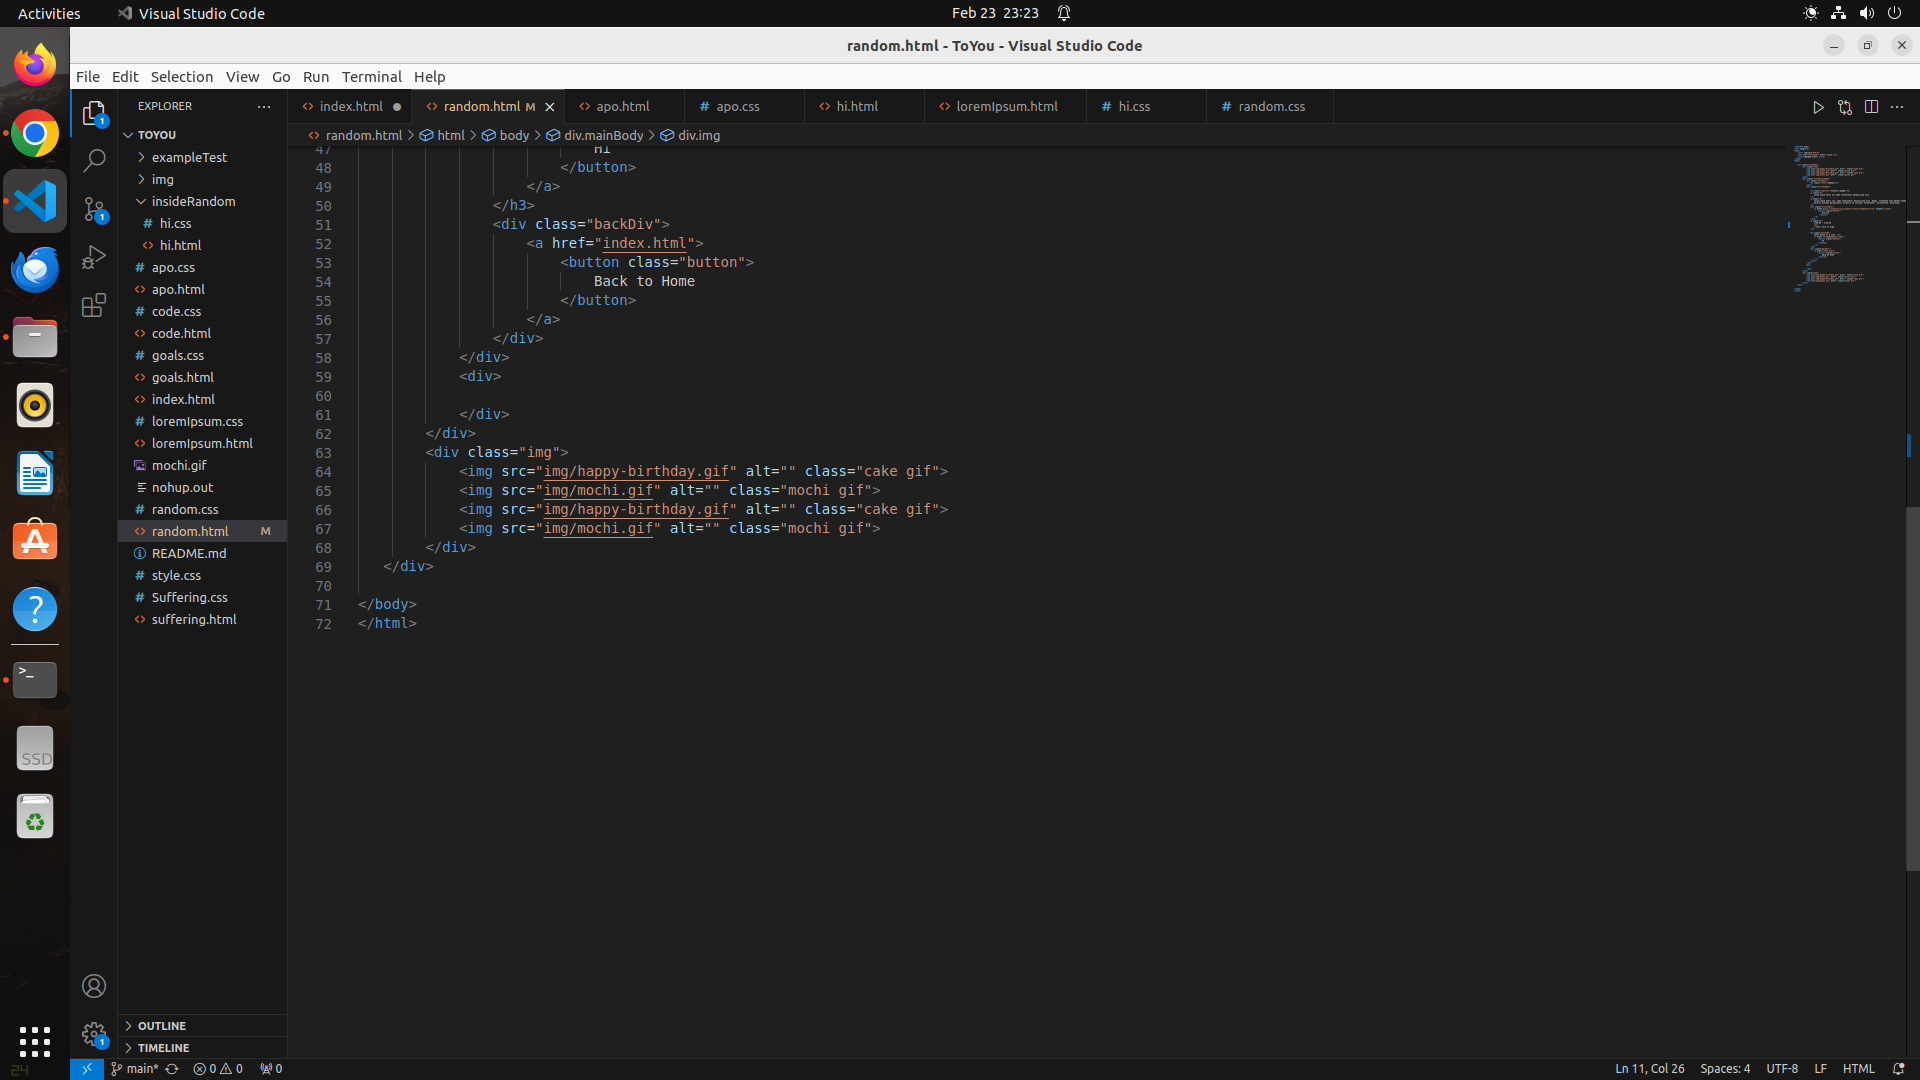 Activities
Visual Studio Code
Feb 23 23:23
random.html - ToYou - Visual Studio Code
File Edit Selection View Go Run Terminal Help
EXPLORER
index.html
random.html M
apo.html
apo.css
hi.html
loremIpsum.html
hi.css
random.css
random.html > html > body > div.mainBody > div.img
TOYOU
exampleTest
img
insideRandom
hi.css
hi.html
apo.css
apo.html
code.css
code.html
goals.css
goals.html
index.html
loremIpsum.css
loremIpsum.html
mochi.gif
nohup.out
random.css
random.html M
README.md
style.css
Suffering.css
suffering.html
OUTLINE
TIMELINE
47 Hi
48 </button>
49 </a>
50 </h3>
51 <div class="backDiv">
52 <a href="index.html">
53 <button class="button">
54 Back to Home
55 </button>
56 </a>
57 </div>
58 </div>
59 <div>
60
61 </div>
62 </div>
63 <div class="img">
64 <img src="img/happy-birthday.gif" alt="" class="cake gif">
65 <img src="img/mochi.gif" alt="" class="mochi gif">
66 <img src="img/happy-birthday.gif" alt="" class="cake gif">
67 <img src="img/mochi.gif" alt="" class="mochi gif">
68 </div>
69 </div>
70
71 </body>
72 </html>
SSD
24
main* 0 0 0
Ln 11, Col 26 Spaces: 4 UTF-8 LF HTML